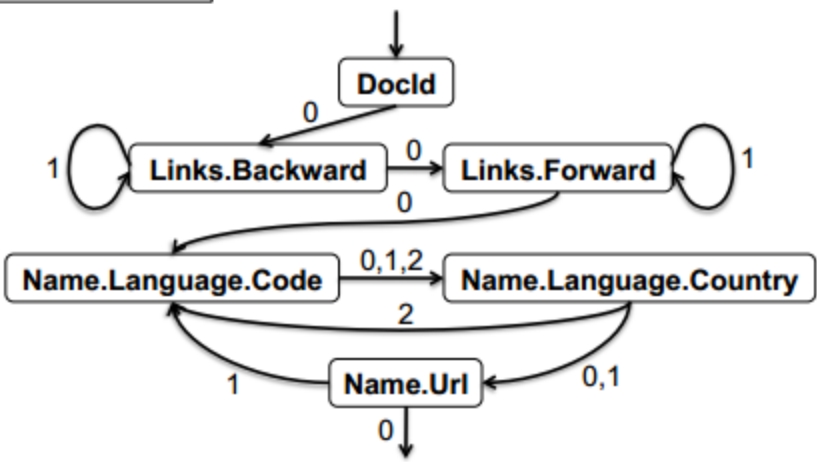 DocId
0
1 Links.Backward 0 Links.Forward 1
0
Name.Language.Code 0,1,2 Name.Language.Country
2
1 Name.Url 0,1
0